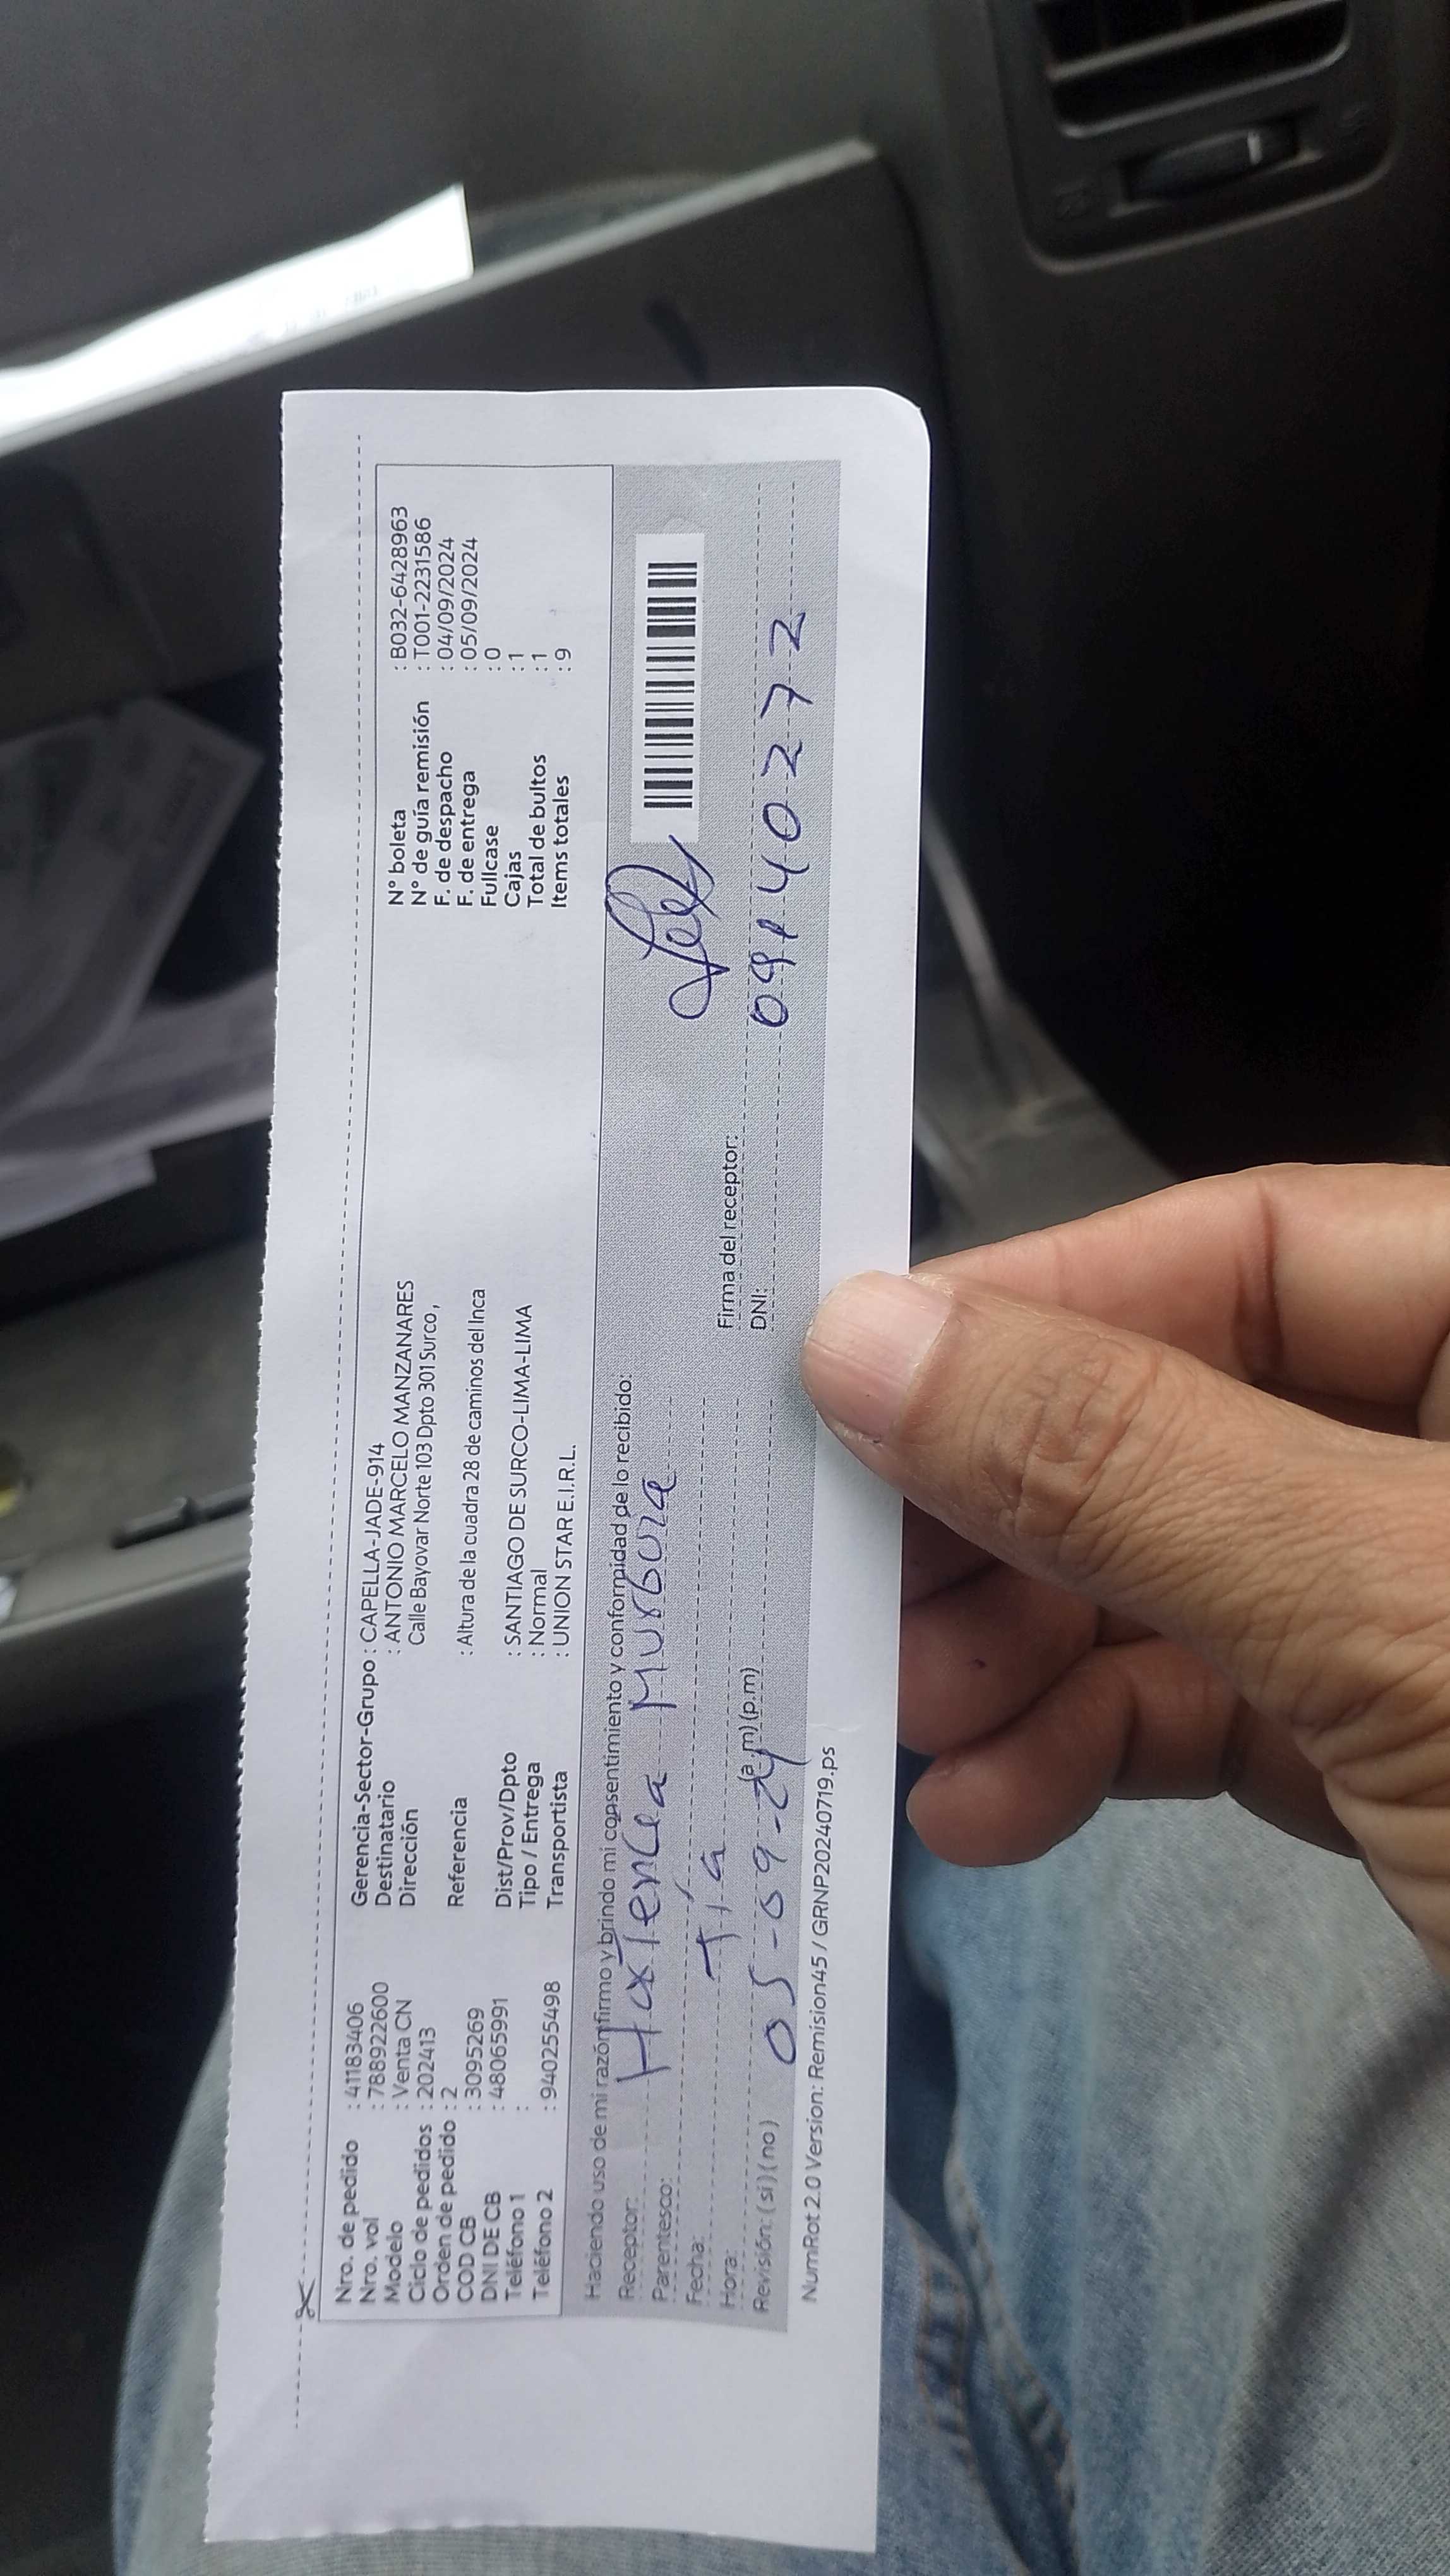 Nro. de pedido : 41183406
Nro. vol : 7889922600
Modelo : Venta CN
Ciclo de pedidos : 202413
Orden de pedido : 2
COD CB : 3095269
DNI DE CB : 48065991
Teléfono 1 :
Teléfono 2 : 940255498
Gerencia-Sector-Grupo : CAPELLA-JADE-914
Destinatario : ANTONIO MARCELO MANZANARES
Dirección Calle Bayovar Norte 103 Dpto 301 Surco,
Referencia : Altura de la cuadra 28 de caminos del Inca
Dist/Prov/Dpto : SANTIAGO DE SURCO-LIMA-LIMA
Tipo / Entrega : Normal
Transportista : UNION STAR E.I.R.L.
N° boleta : B032-6428963
N° de guía remisión : T001-2231586
F. de despacho : 04/09/2024
F. de entrega : 05/09/2024
Fullcase : 0
Cajas : 1
Total de bultos : 1
Items totales : 9
Haciendo uso de mi razón firmo y brindo mi consentimiento y conformidad de lo recibido.
Receptor:
Parentesco: Tía
Fecha: 05-09-24
Hora: (a.m) (p.m)
Revisión: (si) (no)
Firma del receptor:
DNI: 09140272
NumRot 2.0 Version: Remision45 / GRNP20240719.ps